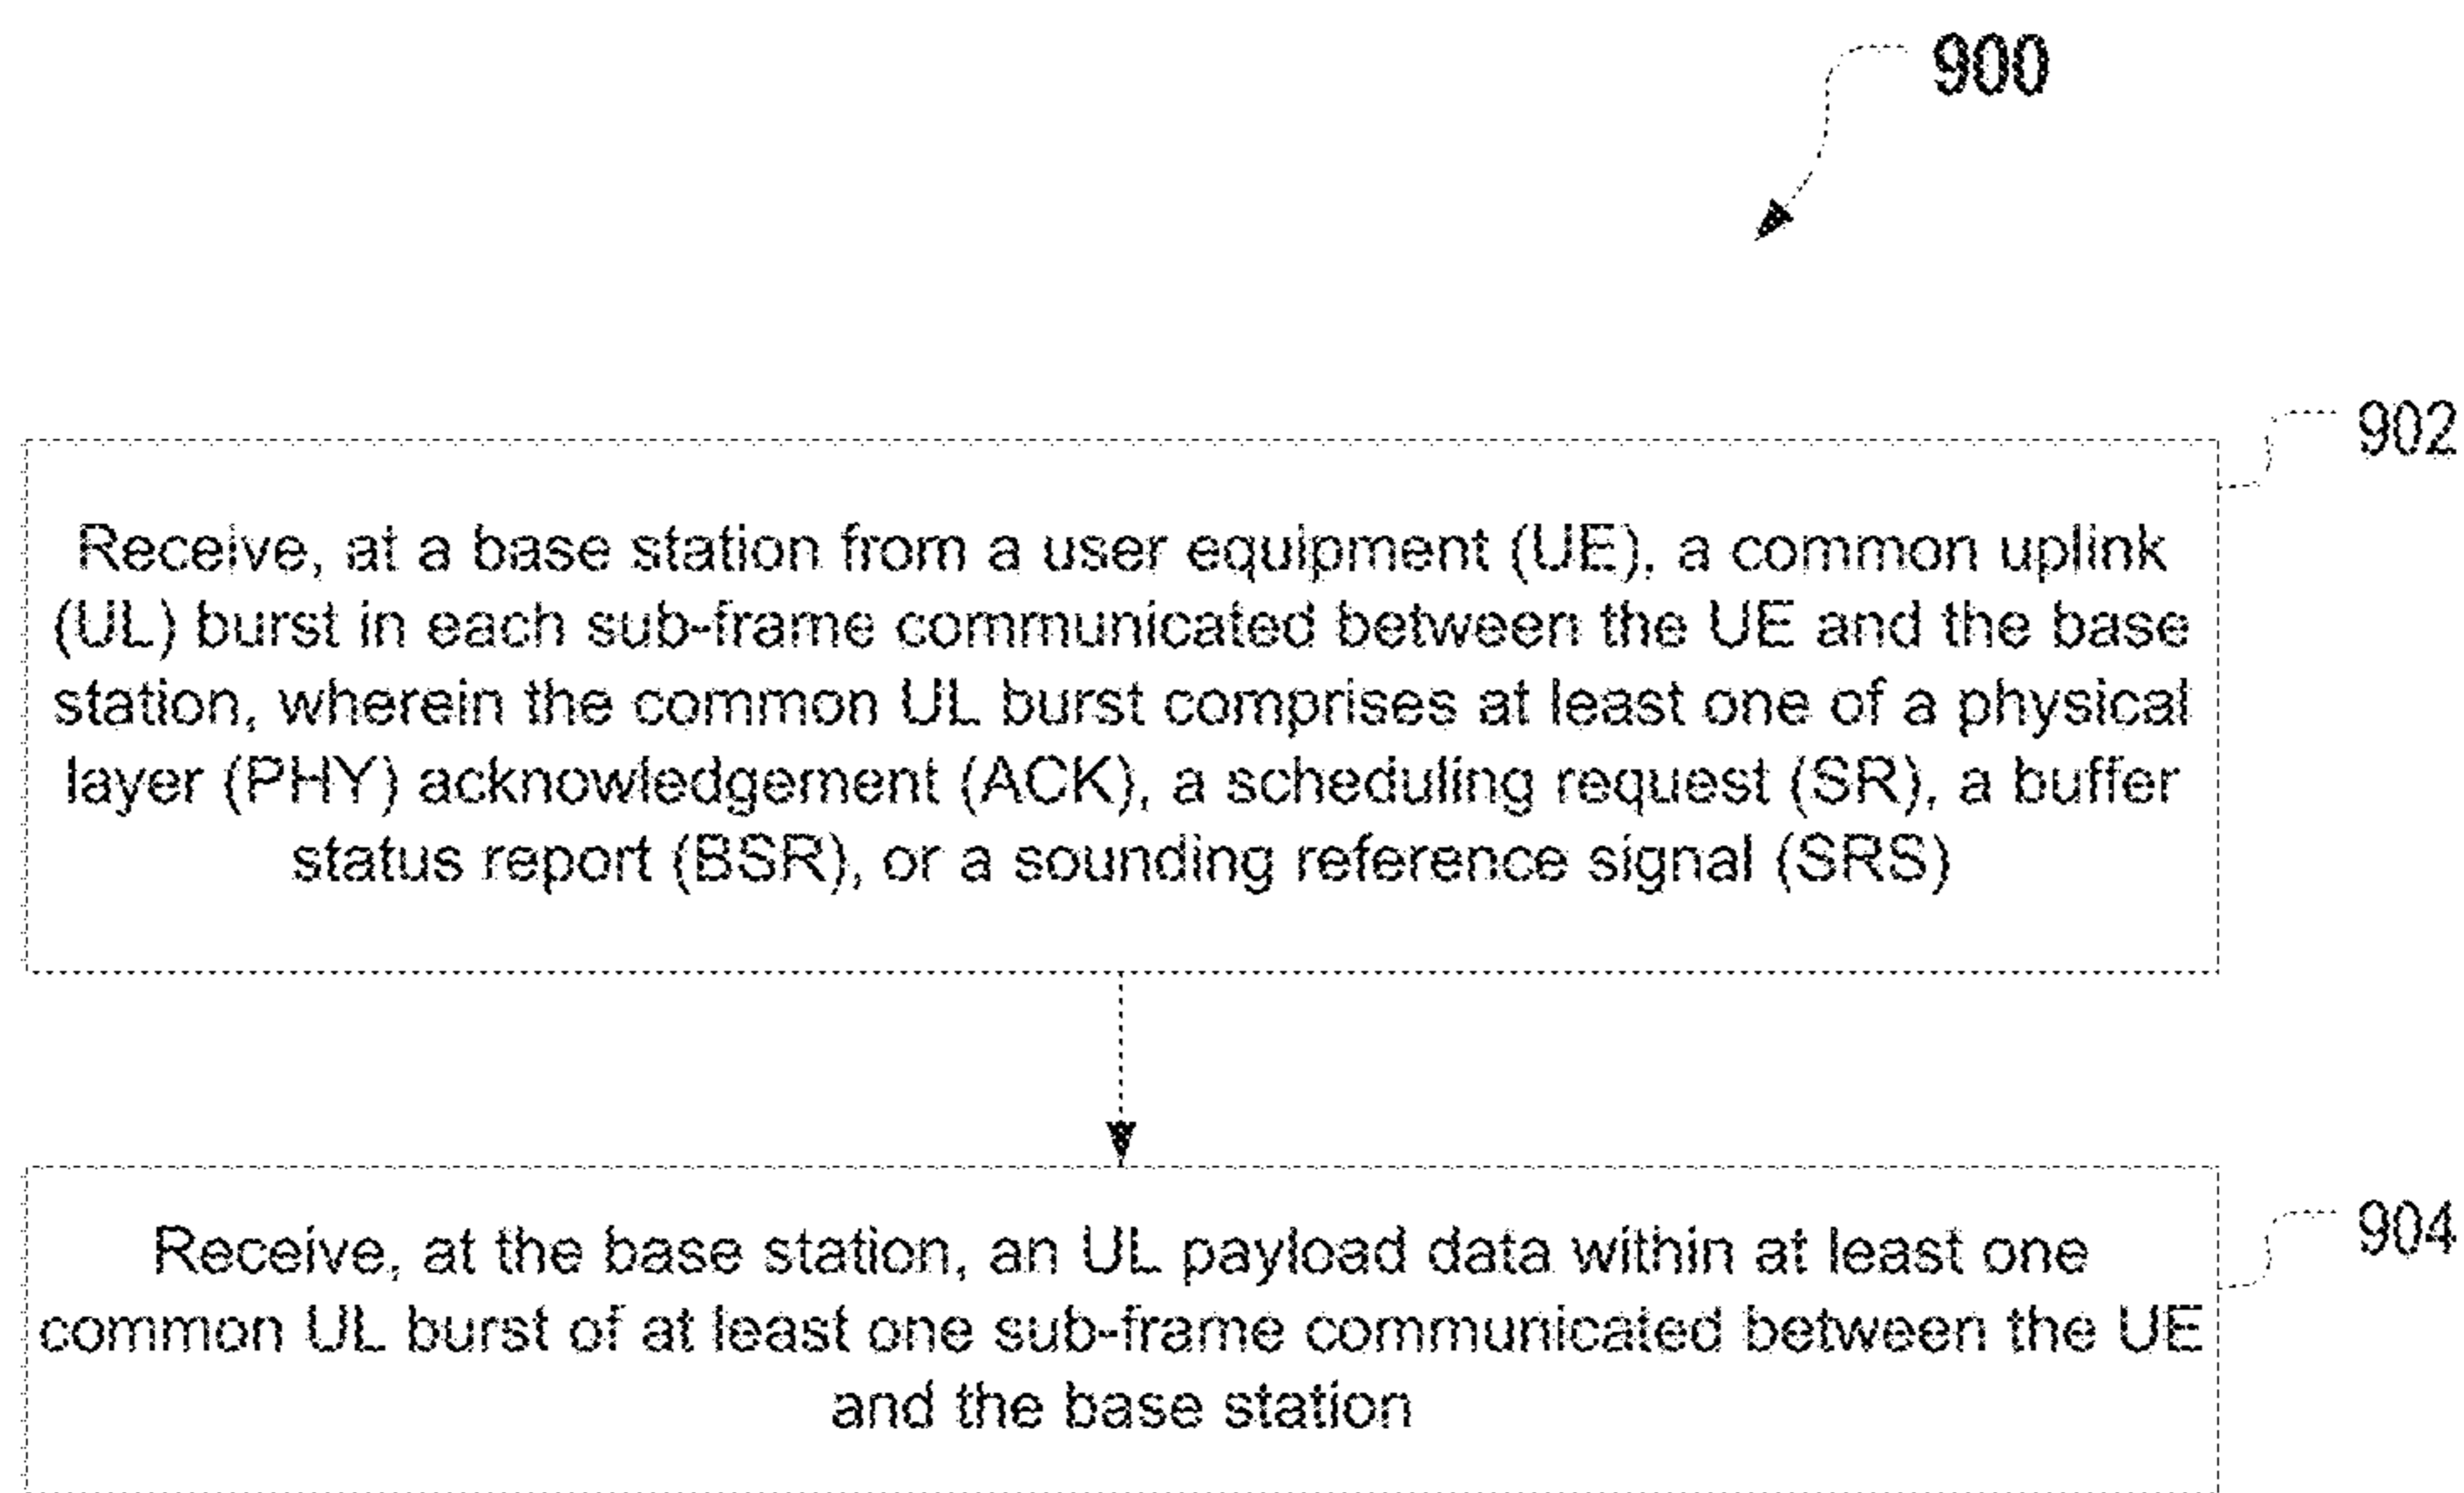 900
902
Receive, at a base station from a user equipment (UE), a common uplink
(UL) burst in each sub-frame communicated between the UE and the base
station, wherein the common UL burst comprises at least one of a physical
layer (PHY) acknowledgement (ACK), a scheduling request (SR), a buffer
status report (BSR), or a sounding reference signal (SRS)
904
Receive, at the base station, an UL payload data within at least one
common UL burst of at least one sub-frame communicated between the UE
and the base station